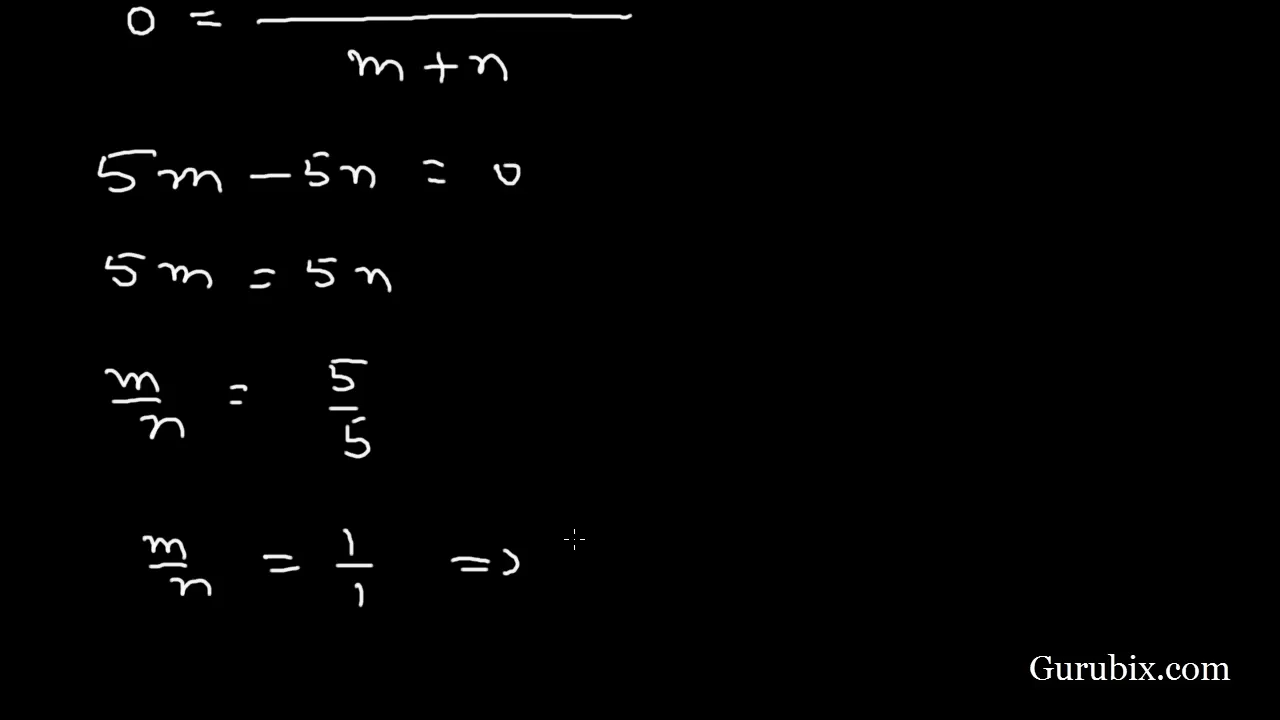 0 = ―――
m + n
5m - 5n = 0
5m = 5n
m/n = 5/5
m/n = 1/1 =>
Gurubix.com